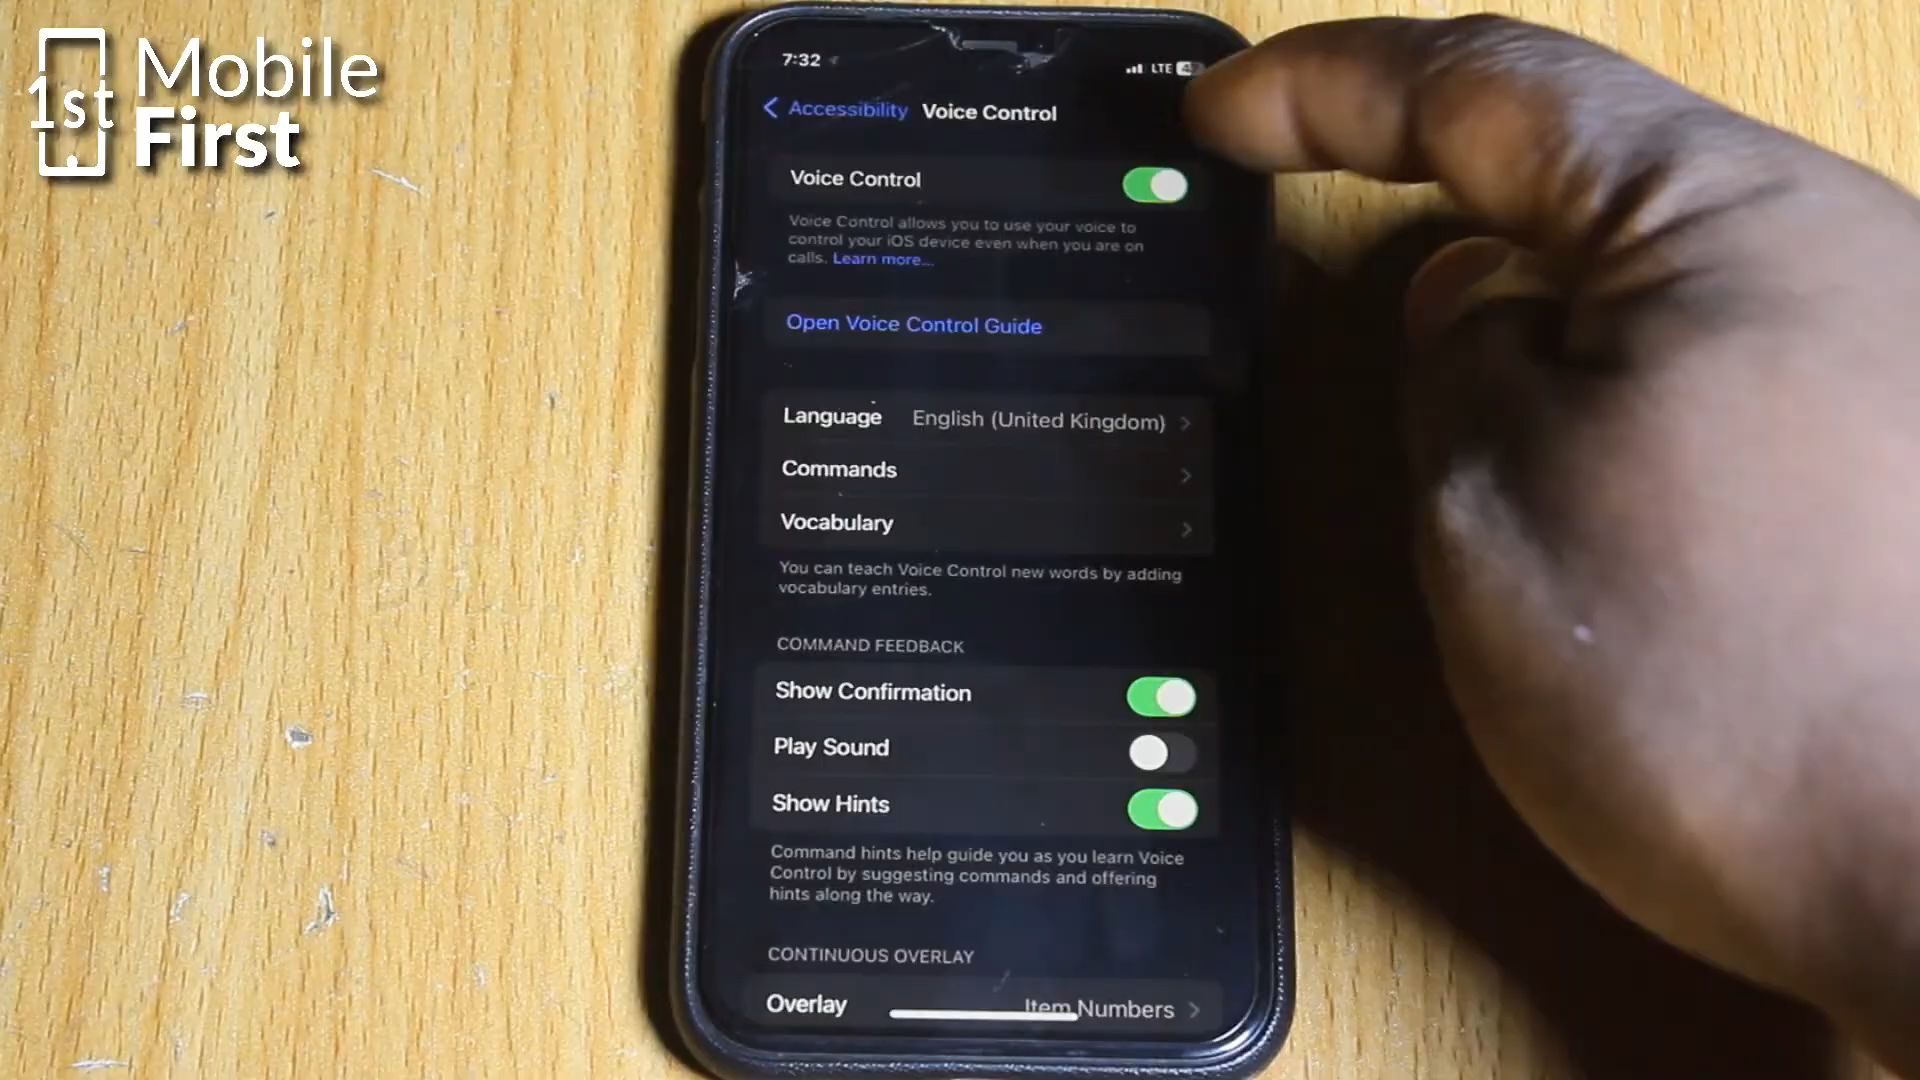 1st Mobile
First
7:32
LTE
Accessibility Voice Control
Voice Control
Voice Control allows you to use your voice to
control your iOS device even when you are on
calls. Learn more...
Open Voice Control Guide
Language English (United Kingdom)
Commands
Vocabulary
You can teach Voice Control new words by adding
vocabulary entries.
COMMAND FEEDBACK
Show Confirmation
Play Sound
Show Hints
Command hints help guide you as you learn Voice
Control by suggesting commands and offering
hints along the way.
CONTINUOUS OVERLAY
Overlay Item Numbers